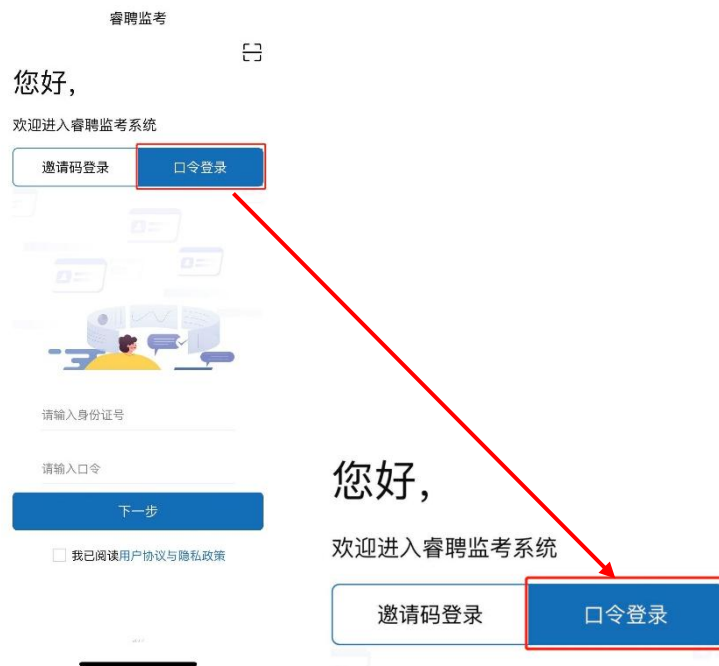 睿聘监考
您好，
欢迎进入睿聘监考系统
邀请码登录 口令登录
请输入身份证号
请输入口令
下一步
我已阅读用户协议与隐私政策
您好，
欢迎进入睿聘监考系统
邀请码登录 口令登录